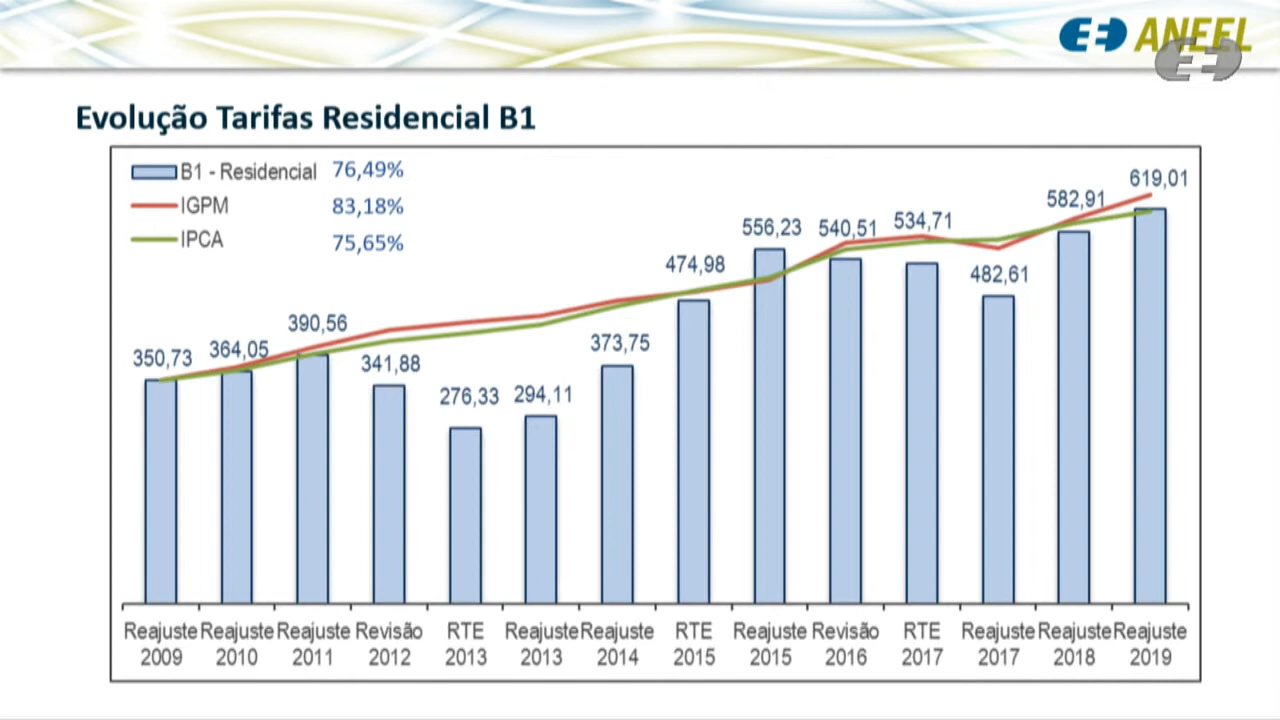 ANEEL
Evolução Tarifas Residencial B1
B1 - Residencial 76,49%
IGPM 83,18%
IPCA 75,65%
350,73 364,05 390,56 341,88 276,33 294,11 373,75 474,98 556,23 540,51 534,71 482,61 582,91 619,01
Reajuste Reajuste Reajuste Revisão RTE Reajuste Reajuste RTE Reajuste Revisão RTE Reajuste Reajuste Reajuste
2009 2010 2011 2012 2013 2013 2014 2015 2015 2016 2017 2017 2018 2019